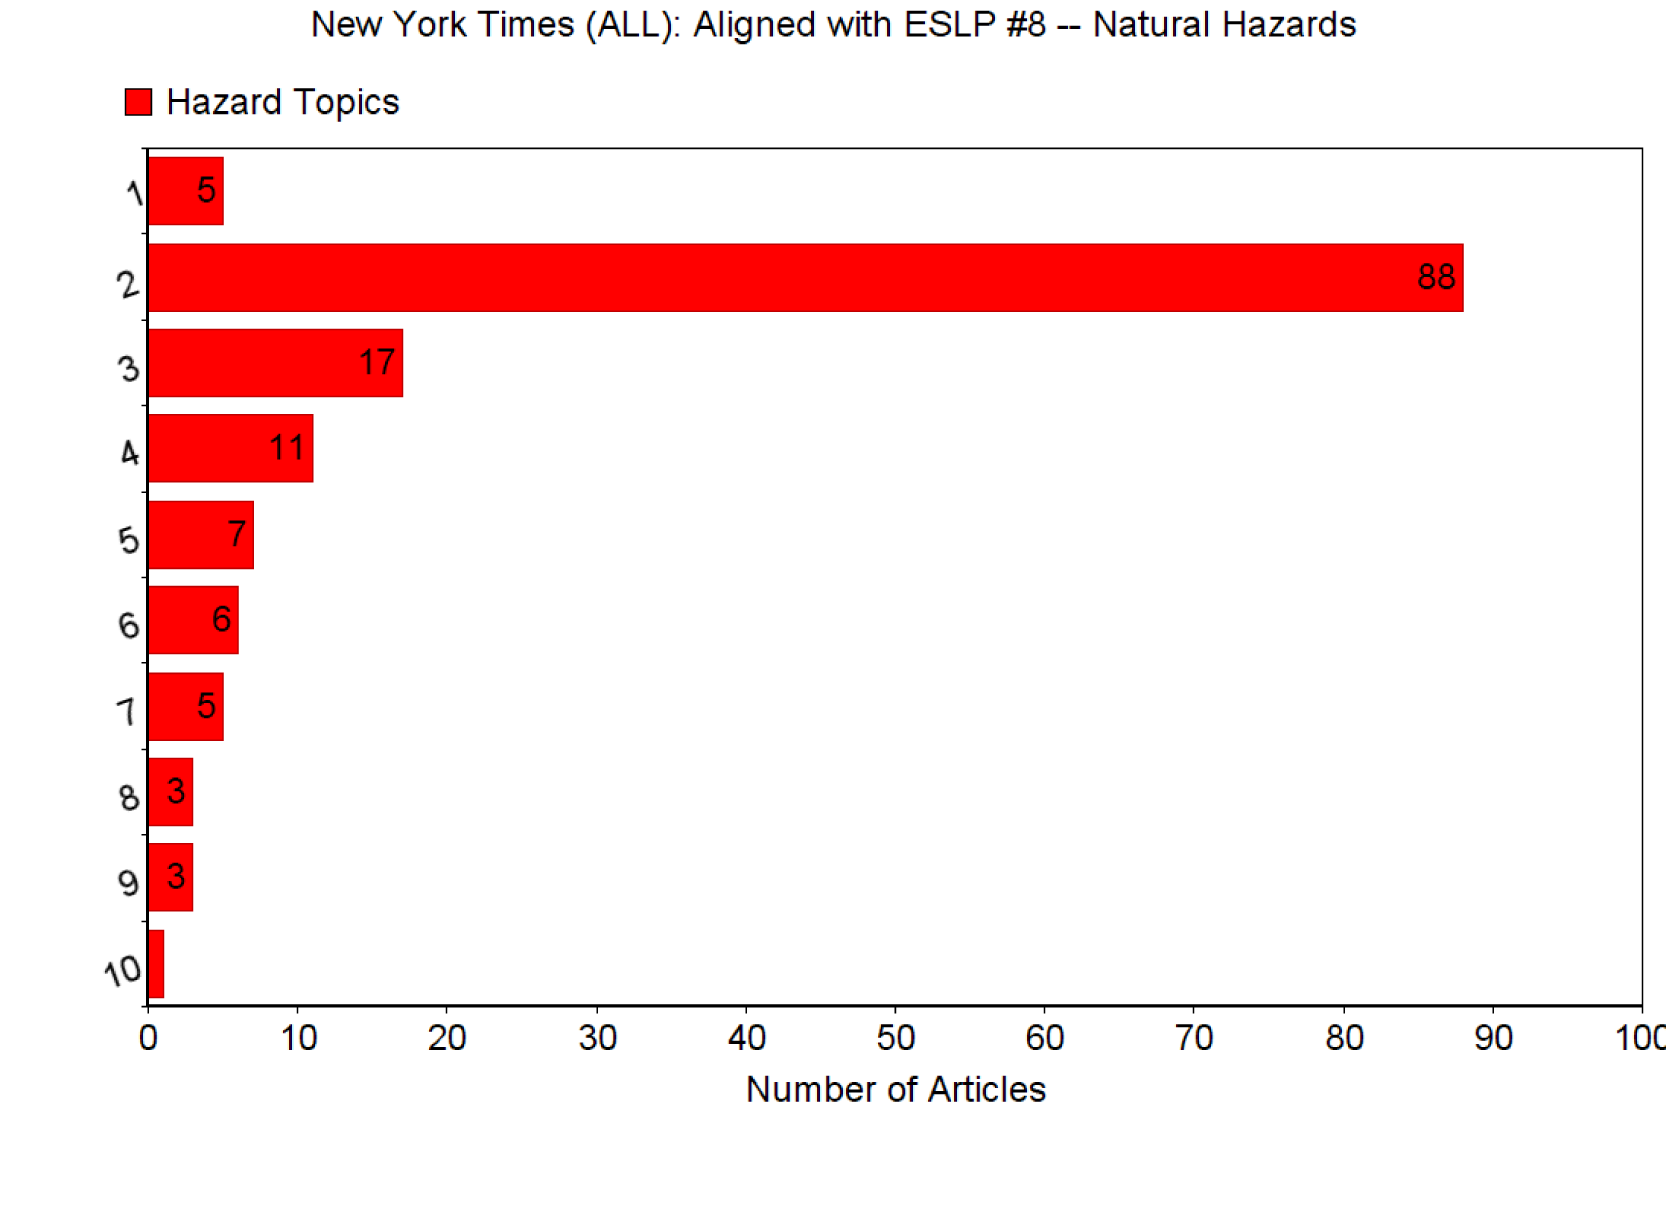 New York Times (ALL): Aligned with ESLP #8 -- Natural Hazards
Hazard Topics
1 5
2 88
3 17
4 11
5 7
6 6
7 5
8 3
9 3
10
0 10 20 30 40 50 60 70 80 90 100
Number of Articles